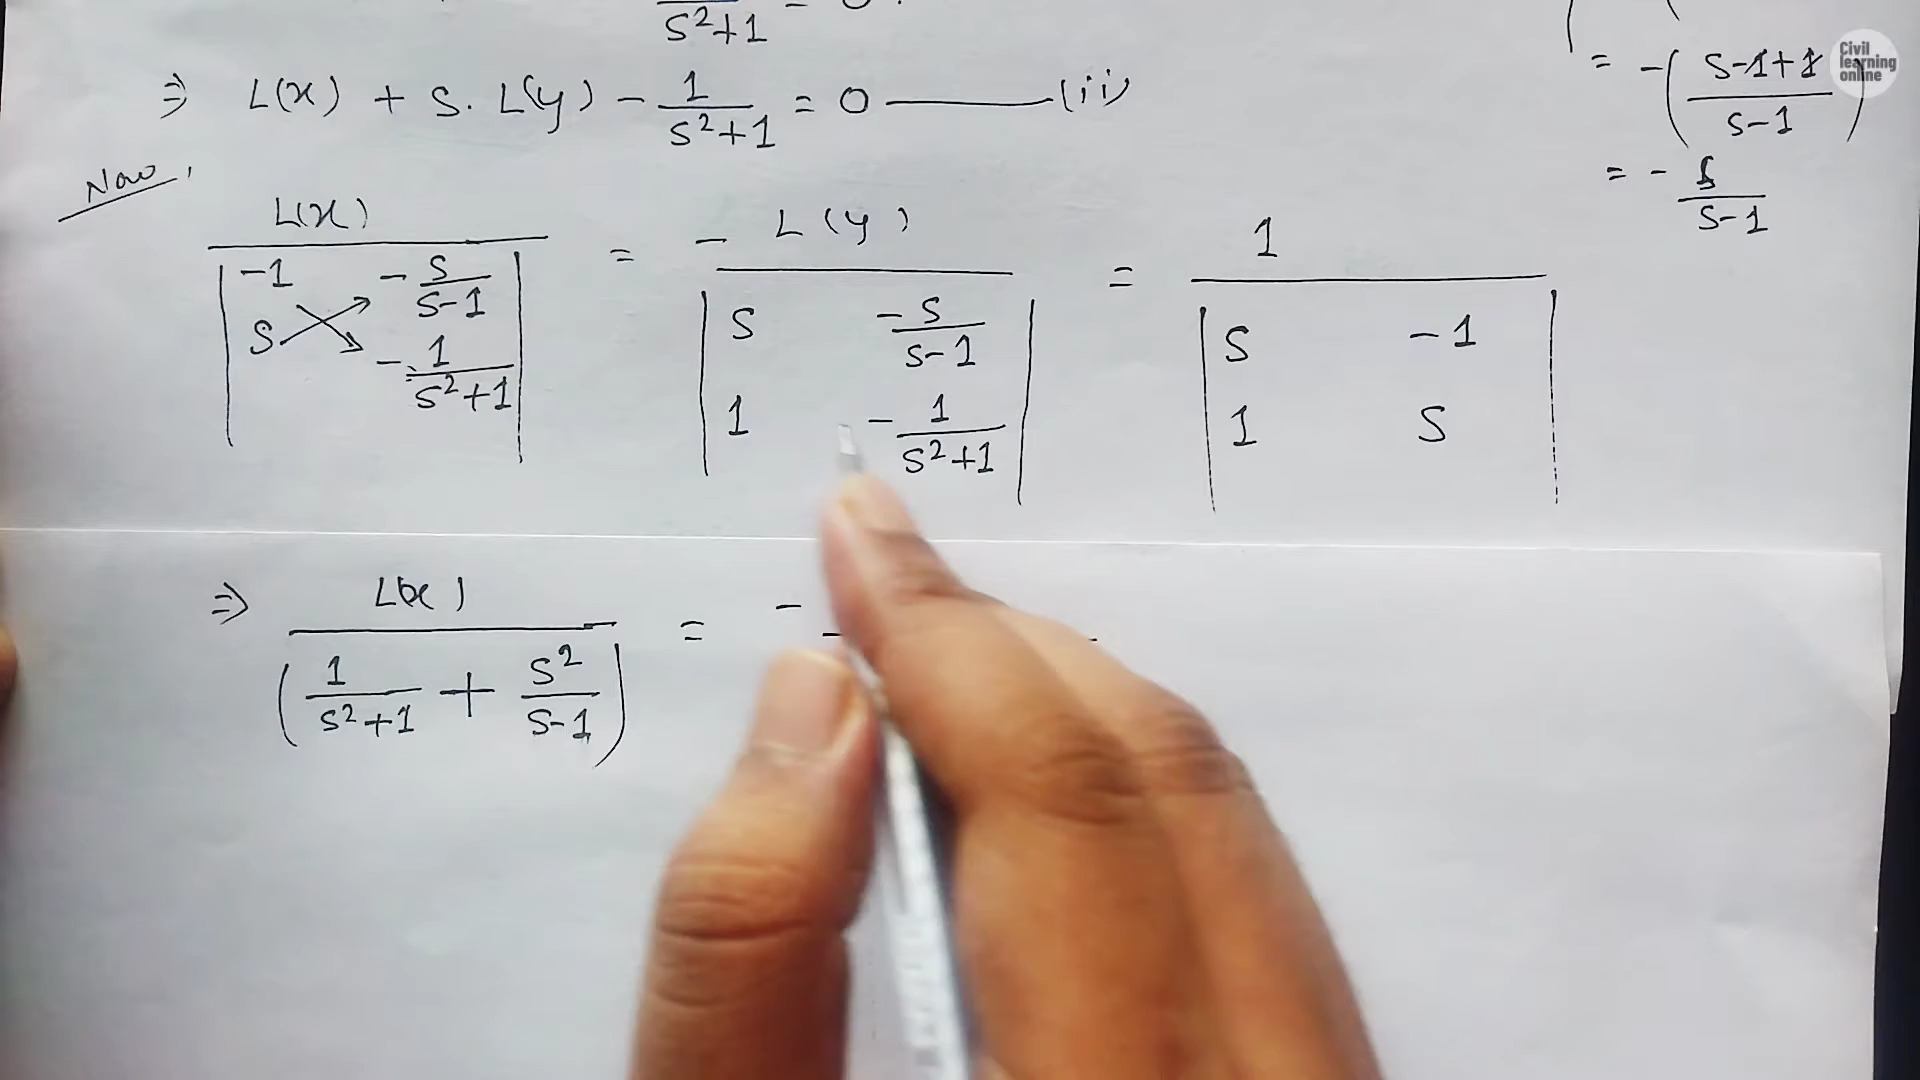 s²+1
⇒ L(x) + s. L(y) - 1/(s²+1) = 0 ——— (ii)
= -((s-1+1)/(s-1))
= - s/(s-1)
Now,
L(x) / | -1  -s/(s-1) ; s  -1/(s²+1) | = - L(y) / | s  -s/(s-1) ; 1  -1/(s²+1) | = 1 / | s  -1 ; 1  s |
⇒ L(x) / (1/(s²+1) + s²/(s-1)) = -
Civil
learning
online